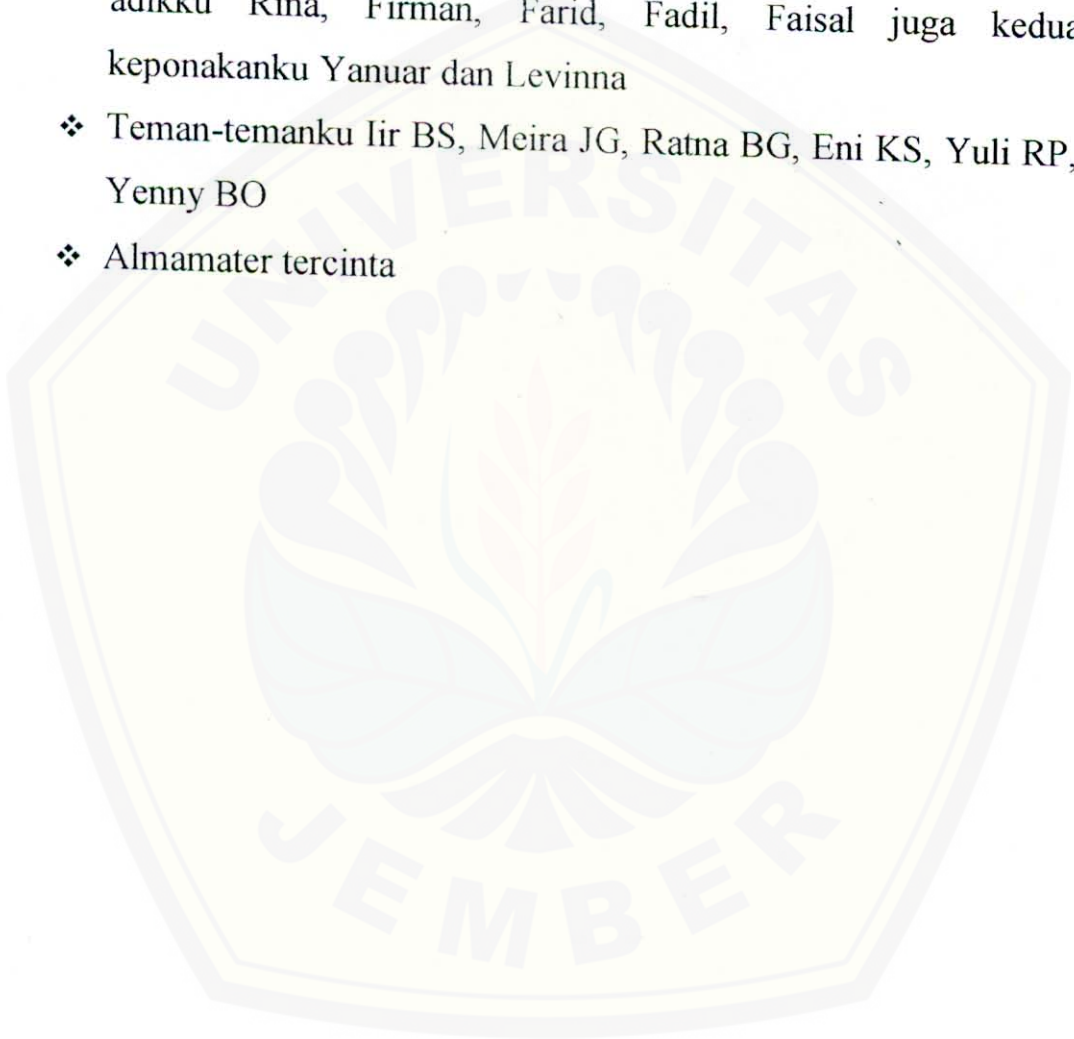 adikku Rina, Firman, Farid, Fadil, Faisal juga kedua
keponakanku Yanuar dan Levinna
❖ Teman-temanku Iir BS, Meira JG, Ratna BG, Eni KS, Yuli RP,
Yenny BO
❖ Almamater tercinta
UNIVERSITAS
JEMBER